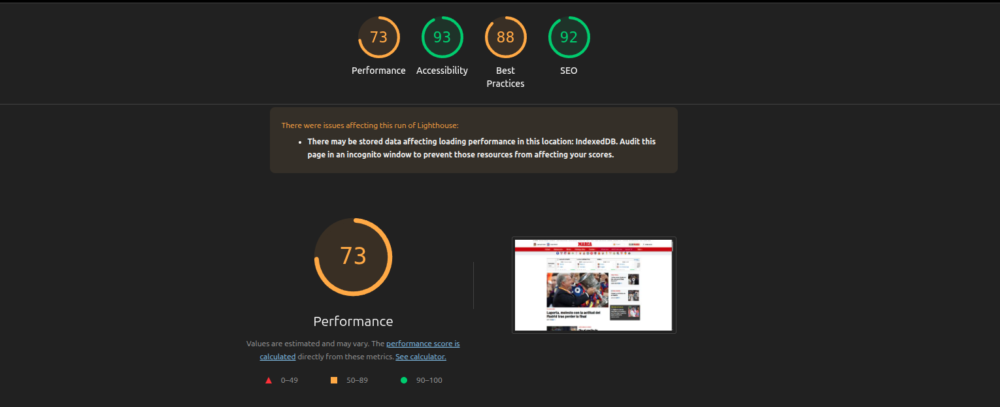 73
93
88
92
Performance
Accessibility
Best
Practices
SEO
There were issues affecting this run of Lighthouse:
There may be stored data affecting loading performance in this location: IndexedDB. Audit this
page in an incognito window to prevent those resources from affecting your scores.
73
MARCA
Laporta, molesto con la actitud del
Madrid tras perder la final
Performance
Values are estimated and may vary. The performance score is
calculated directly from these metrics. See calculator.
0–49
50–89
90–100